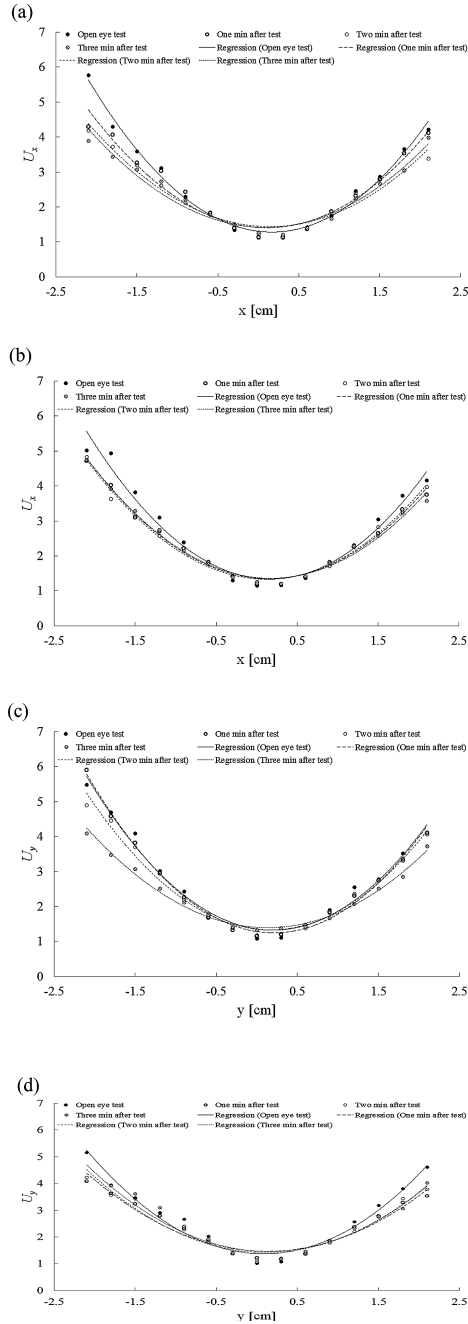 (a)
Open eye test One min after test Two min after test
Three min after test Regression (Open eye test) Regression (One min after test)
Regression (Two min after test) Regression (Three min after test)
7
6
5
4
3
2
1
0
Ux
-2.5 -1.5 -0.5 0.5 1.5 2.5
x [cm]
(b)
Open eye test One min after test Two min after test
Three min after test Regression (Open eye test) Regression (One min after test)
Regression (Two min after test) Regression (Three min after test)
7
6
5
4
3
2
1
0
Ux
-2.5 -1.5 -0.5 0.5 1.5 2.5
x [cm]
(c)
Open eye test One min after test Two min after test
Three min after test Regression (Open eye test) Regression (One min after test)
Regression (Two min after test) Regression (Three min after test)
7
6
5
4
3
2
1
0
Uy
-2.5 -1.5 -0.5 0.5 1.5 2.5
y [cm]
(d)
Open eye test One min after test Two min after test
Three min after test Regression (Open eye test) Regression (One min after test)
Regression (Two min after test) Regression (Three min after test)
7
6
5
4
3
2
1
0
Uy
-2.5 -1.5 -0.5 0.5 1.5 2.5
y [cm]